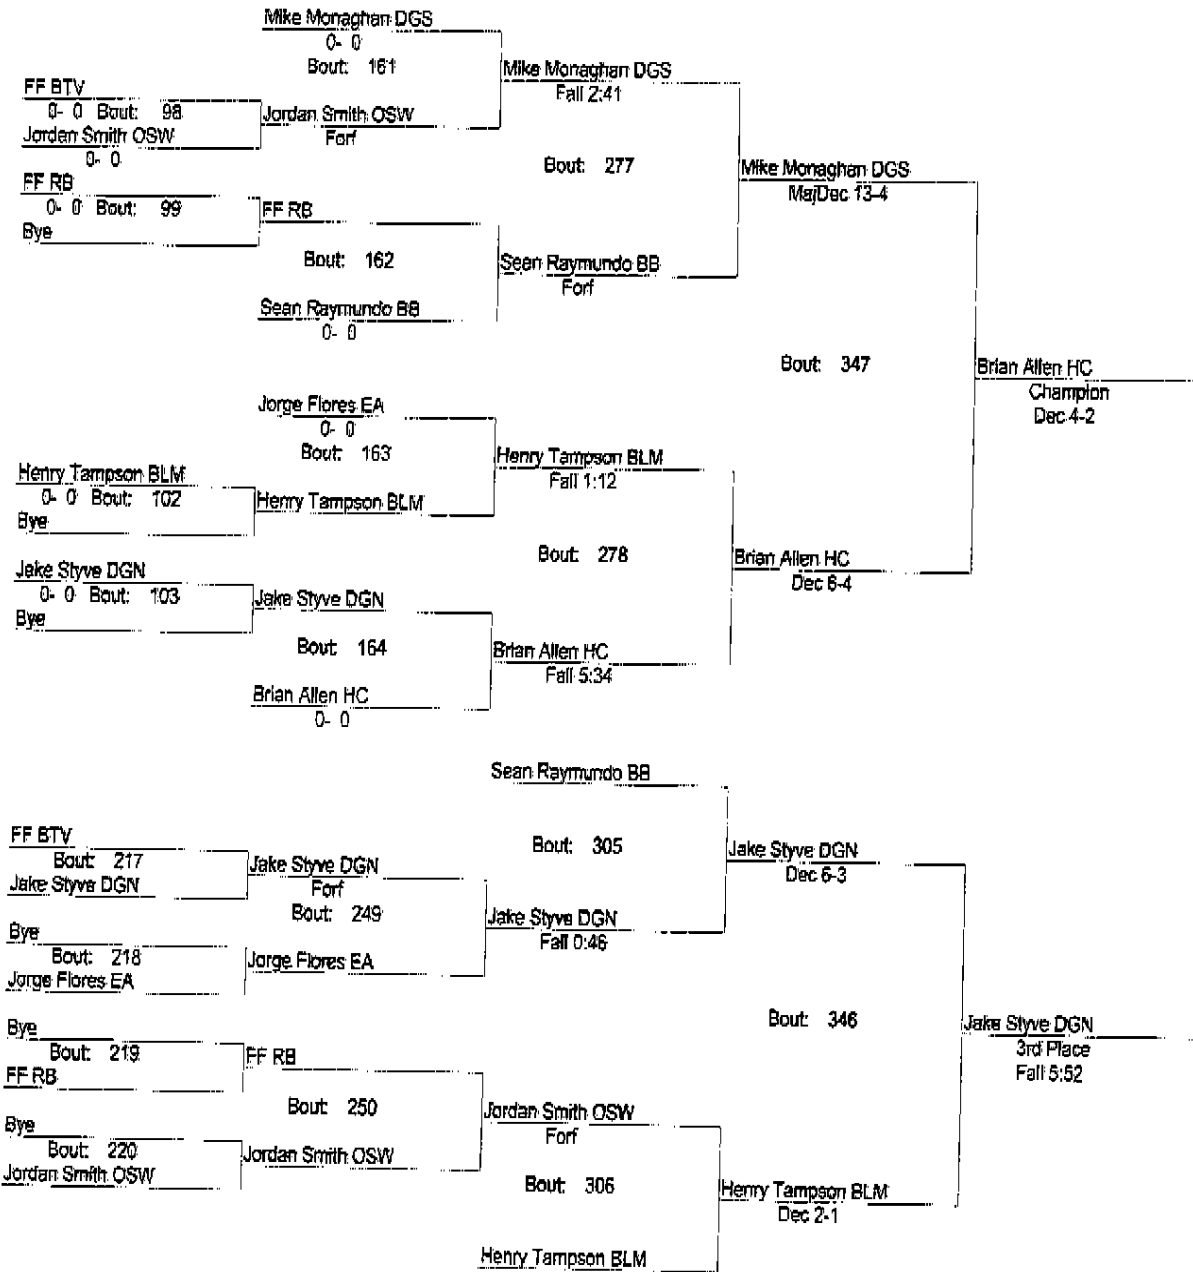 Mike Monaghan DGS
0- 0
Bout: 161
Mike Monaghan DGS
Fall 2:41
FF BTV
0- 0 Bout: 98
Jordan Smith OSW
Forf
Jordan Smith OSW
0- 0
Bout: 277
Mike Monaghan DGS
MajDec 13-4
FF RB
0- 0 Bout: 99
FF RB
Bye
Bout: 162
Sean Raymundo BB
Forf
Sean Raymundo BB
0- 0
Bout: 347
Brian Allen HC
Champion
Dec 4-2
Jorge Flores EA
0- 0
Bout: 163
Henry Tampson BLM
Fall 1:12
Henry Tampson BLM
0- 0 Bout: 102
Henry Tampson BLM
Bye
Bout: 278
Brian Allen HC
Dec 6-4
Jake Styve DGN
0- 0 Bout: 103
Jake Styve DGN
Bye
Bout: 164
Brian Allen HC
Fall 5:34
Brian Allen HC
0- 0
Sean Raymundo BB
Bout: 305
Jake Styve DGN
Dec 6-3
FF BTV
Bout: 217
Jake Styve DGN
Forf
Jake Styve DGN
Bout: 249
Jake Styve DGN
Fall 0:46
Bye
Bout: 218
Jorge Flores EA
Jorge Flores EA
Bout: 346
Jake Styve DGN
3rd Place
Fall 5:52
Bye
Bout: 219
FF RB
FF RB
Bout: 250
Jordan Smith OSW
Forf
Bye
Bout: 220
Jordan Smith OSW
Jordan Smith OSW
Bout: 306
Henry Tampson BLM
Dec 2-1
Henry Tampson BLM